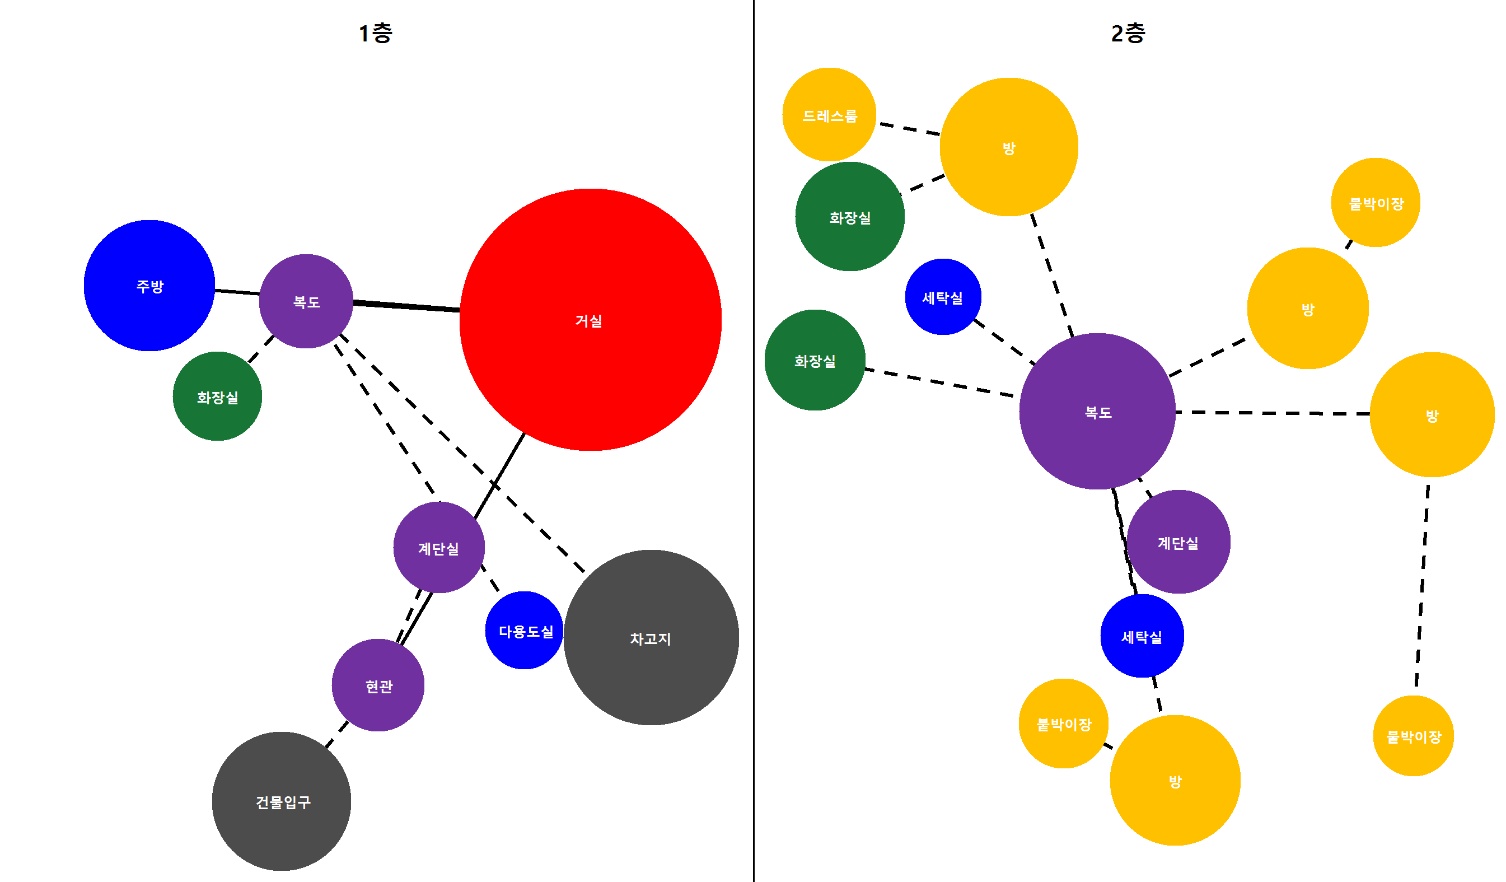 1층
주방
복도
거실
화장실
계단실
다용도실
차고지
현관
건물입구
2층
드레스룸
방
화장실
붙박이장
세탁실
방
화장실
복도
방
계단실
세탁실
붙박이장
붙박이장
방